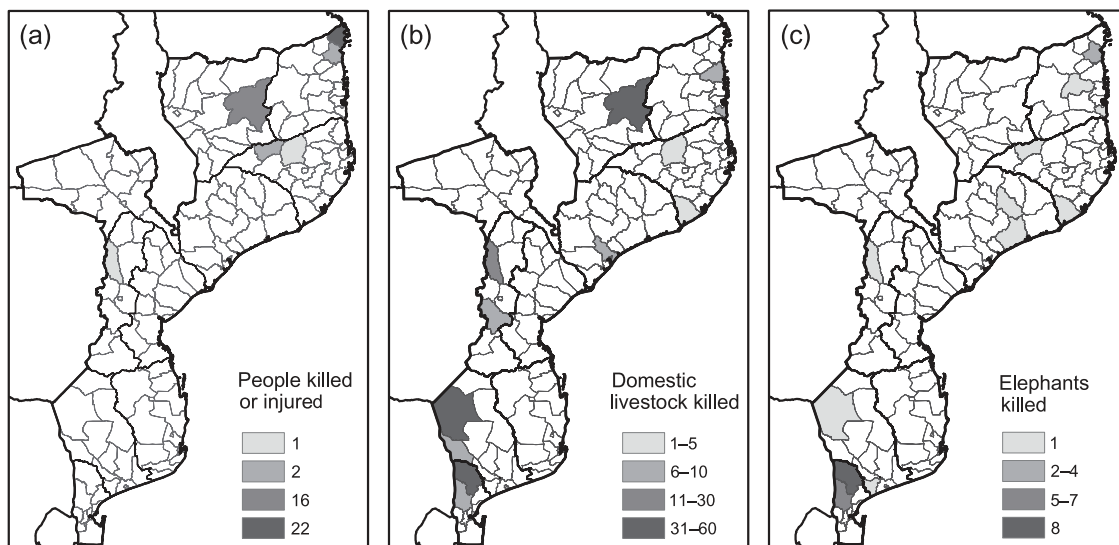 (a)
People killed
or injured
1
2
16
22
(b)
Domestic
livestock killed
1–5
6–10
11–30
31–60
(c)
Elephants
killed
1
2–4
5–7
8